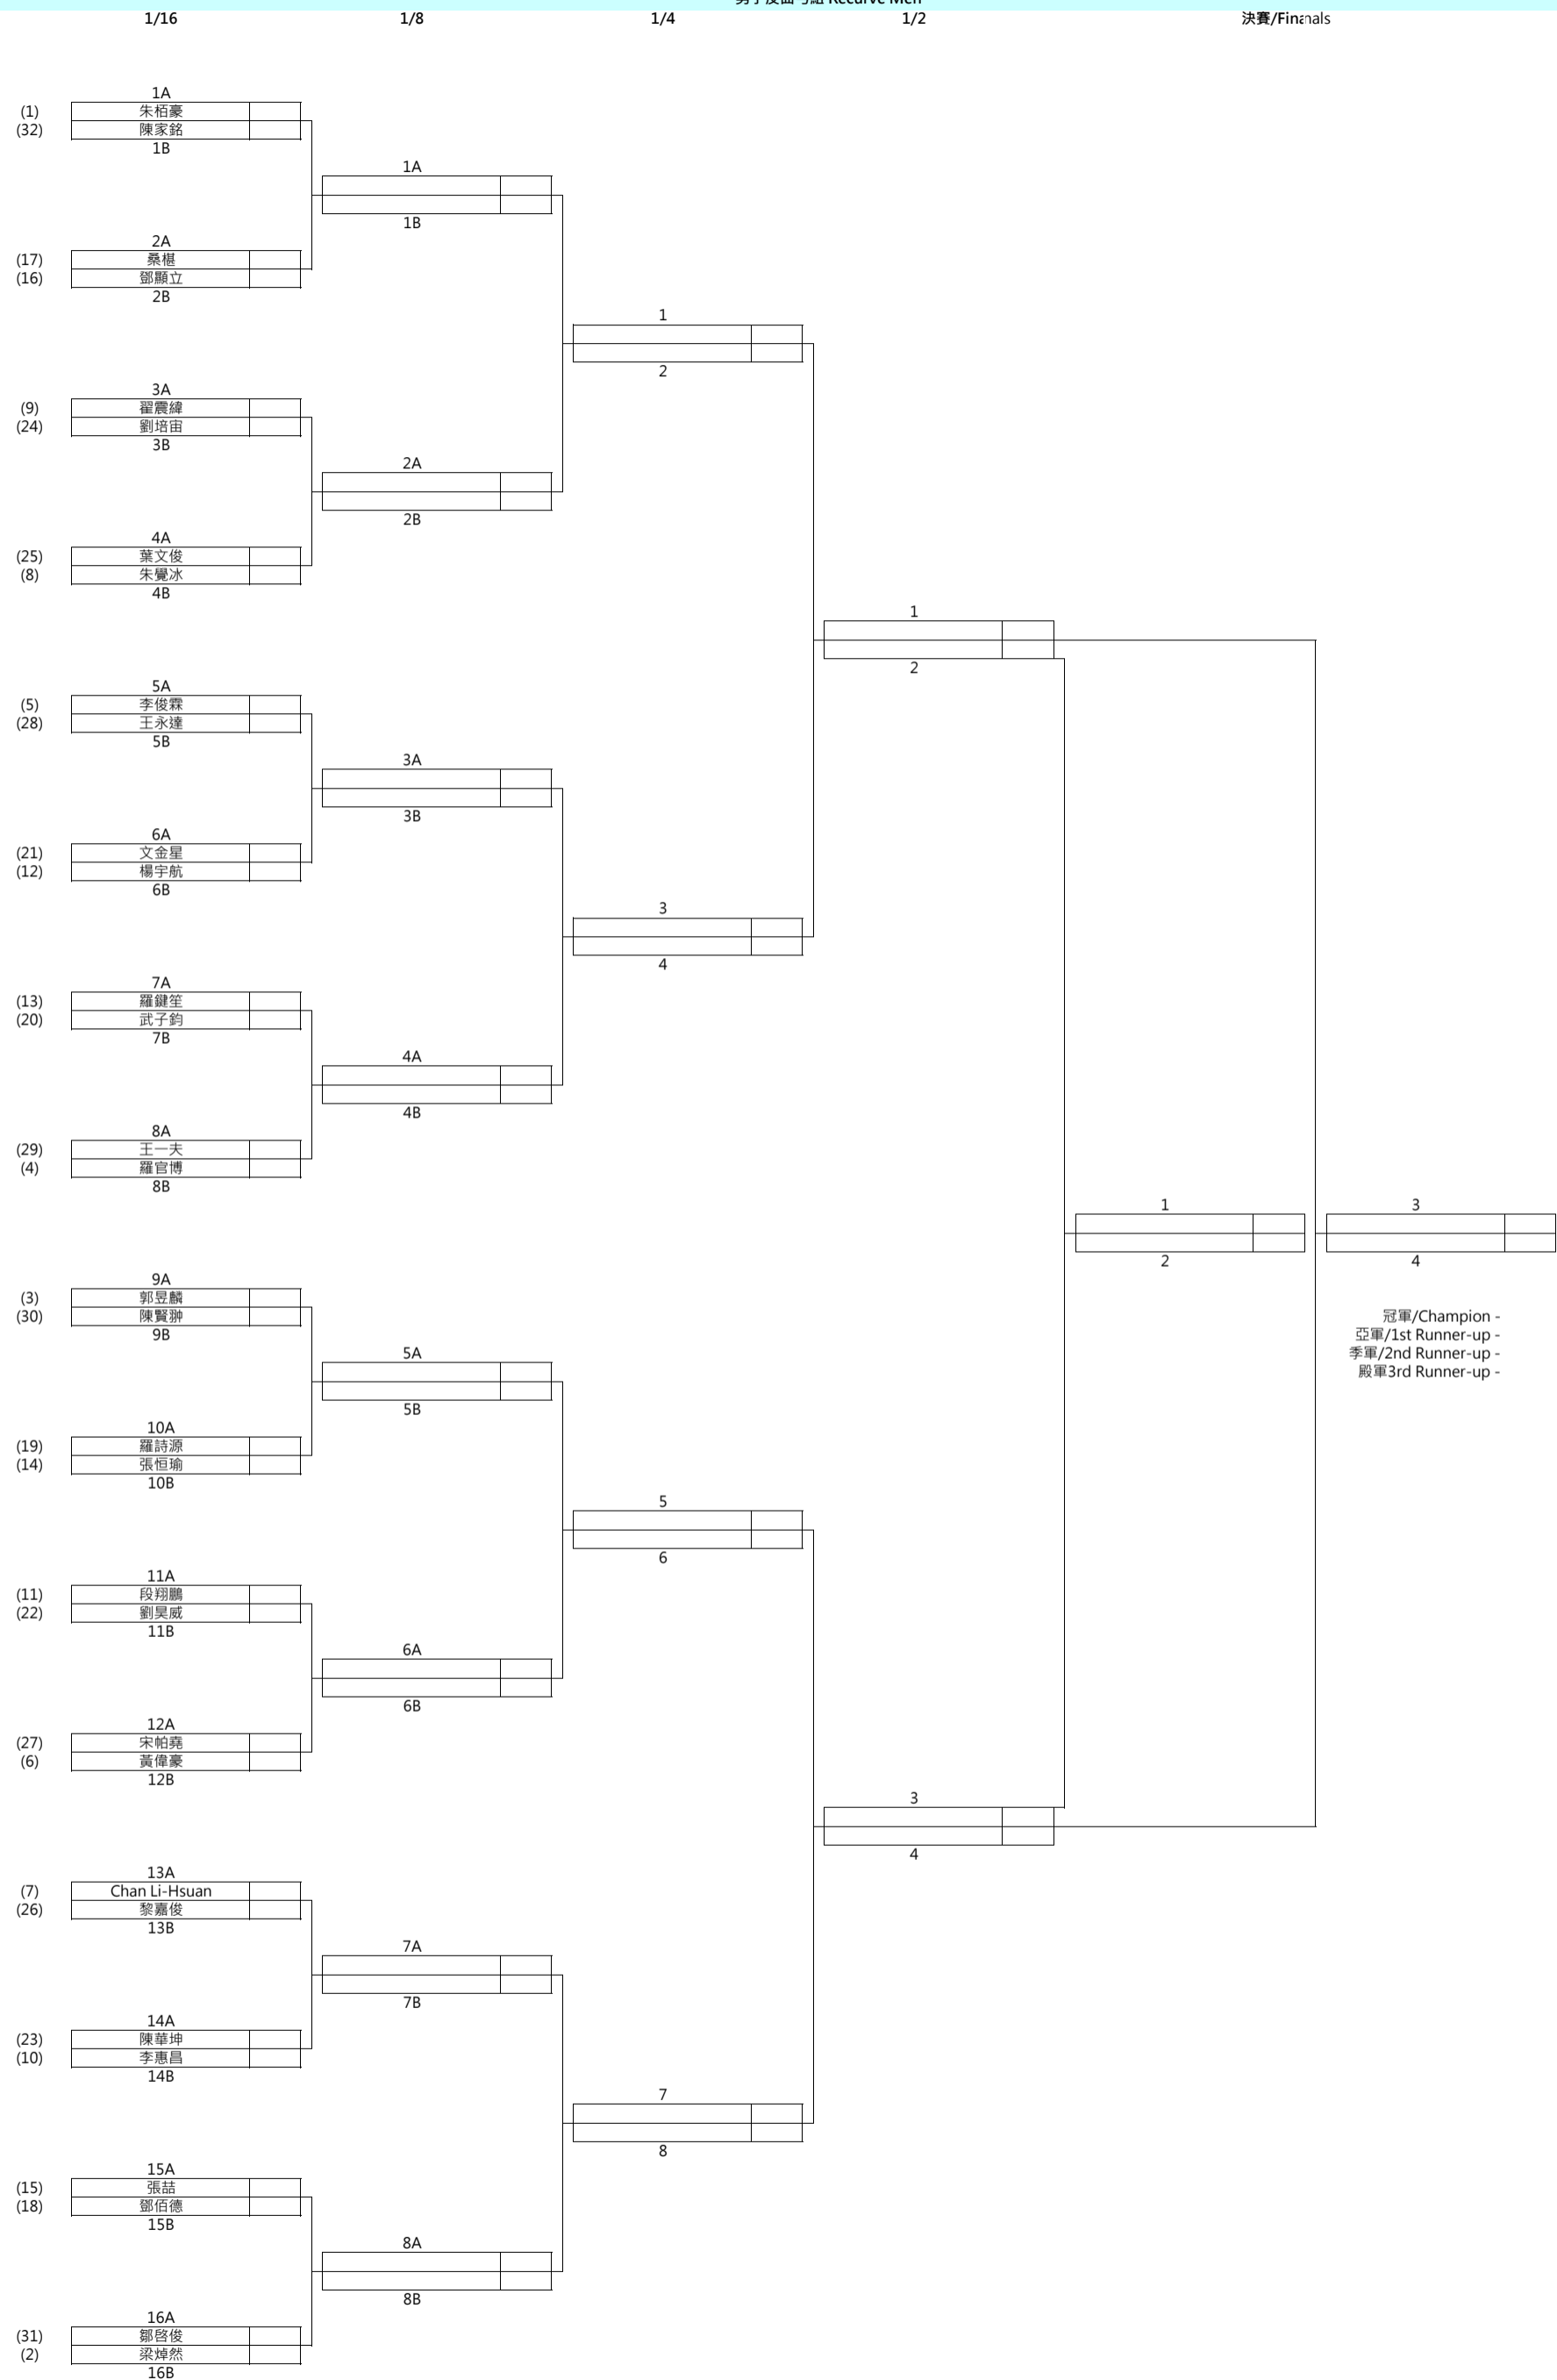 男子反曲弓組 Recurve Men
1/16 1/8 1/4 1/2 決賽/Finals
1A
(1) 朱栢豪
(32) 陳家銘
1B
1A
1B
2A
(17) 桑椹
(16) 鄧顯立
2B
1
2
3A
(9) 翟震緯
(24) 劉培宙
3B
2A
2B
4A
(25) 葉文俊
(8) 朱覺冰
4B
1
2
5A
(5) 李俊霖
(28) 王永達
5B
3A
3B
6A
(21) 文金星
(12) 楊宇航
6B
3
4
7A
(13) 羅鍵笙
(20) 武子鈞
7B
4A
4B
8A
(29) 王一夫
(4) 羅官博
8B
1 3
2 4
9A
(3) 郭昱麟
(30) 陳賢翀
9B
冠軍/Champion -
亞軍/1st Runner-up -
季軍/2nd Runner-up -
殿軍3rd Runner-up -
5A
5B
10A
(19) 羅詩源
(14) 張恒瑜
10B
5
6
11A
(11) 段翔鵬
(22) 劉昊威
11B
6A
6B
12A
(27) 宋帕堯
(6) 黃偉豪
12B
3
4
13A
(7) Chan Li-Hsuan
(26) 黎嘉俊
13B
7A
7B
14A
(23) 陳華坤
(10) 李惠昌
14B
7
8
15A
(15) 張喆
(18) 鄧佰德
15B
8A
8B
16A
(31) 鄒啓俊
(2) 梁焯然
16B